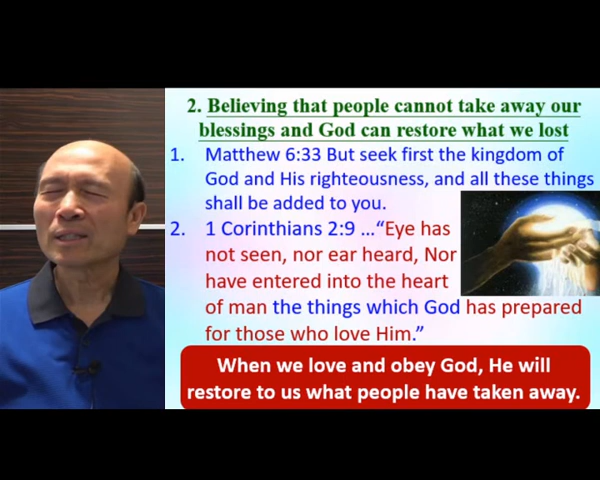 2. Believing that people cannot take away our
blessings and God can restore what we lost
1. Matthew 6:33 But seek first the kingdom of
God and His righteousness, and all these things
shall be added to you.
2. 1 Corinthians 2:9 …“Eye has
not seen, nor ear heard, Nor
have entered into the heart
of man the things which God has prepared
for those who love Him.”
When we love and obey God, He will
restore to us what people have taken away.